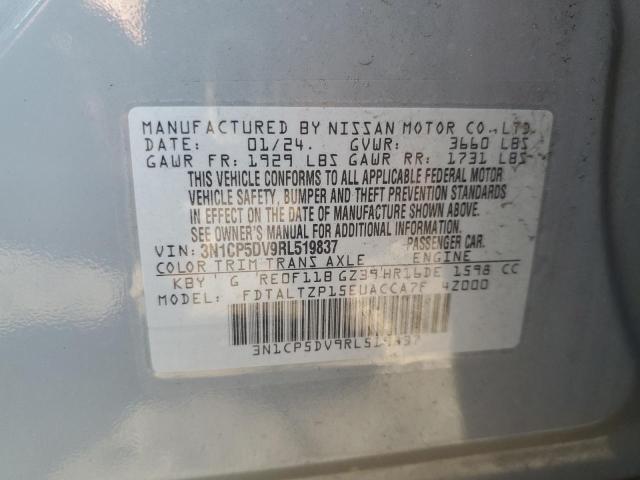 MANUFACTURED BY NISSAN MOTOR CO., LTD.
DATE: 01/24. GVWR: 3660 LBS
GAWR FR: 1929 LBS GAWR RR: 1731 LBS
THIS VEHICLE CONFORMS TO ALL APPLICABLE FEDERAL MOTOR
VEHICLE SAFETY, BUMPER AND THEFT PREVENTION STANDARDS
IN EFFECT ON THE DATE OF MANUFACTURE SHOWN ABOVE.
SEE OWNER'S MANUAL FOR ADDITIONAL INFORMATION.
VIN: 3N1CP5DV9RL519837 PASSENGER CAR.
COLOR TRIM TRANS AXLE ENGINE
KBY G RE0F11B GZ39 HR16DE 1598 CC
MODEL: FDTALTZP15EUACCA7F 4Z000
3N1CP5DV9RL519837